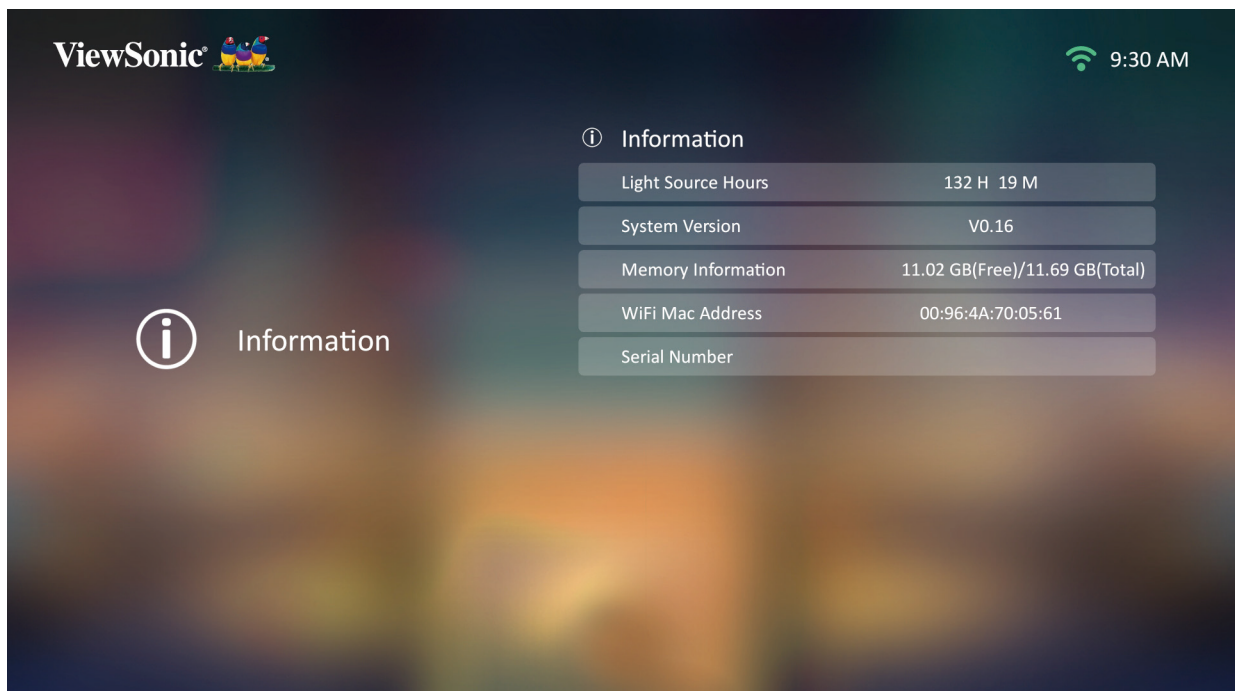 ViewSonic®
9:30 AM
Information
Light Source Hours 132 H 19 M
System Version V0.16
Memory Information 11.02 GB(Free)/11.69 GB(Total)
WiFi Mac Address 00:96:4A:70:05:61
Serial Number
Information